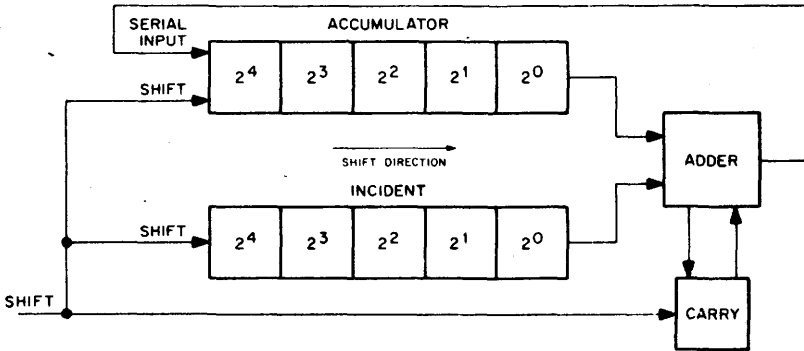 ACCUMULATOR
SERIAL
INPUT
2⁴ 2³ 2² 2¹ 2⁰
SHIFT
ADDER
SHIFT DIRECTION
INCIDENT
2⁴ 2³ 2² 2¹ 2⁰
SHIFT
SHIFT
CARRY